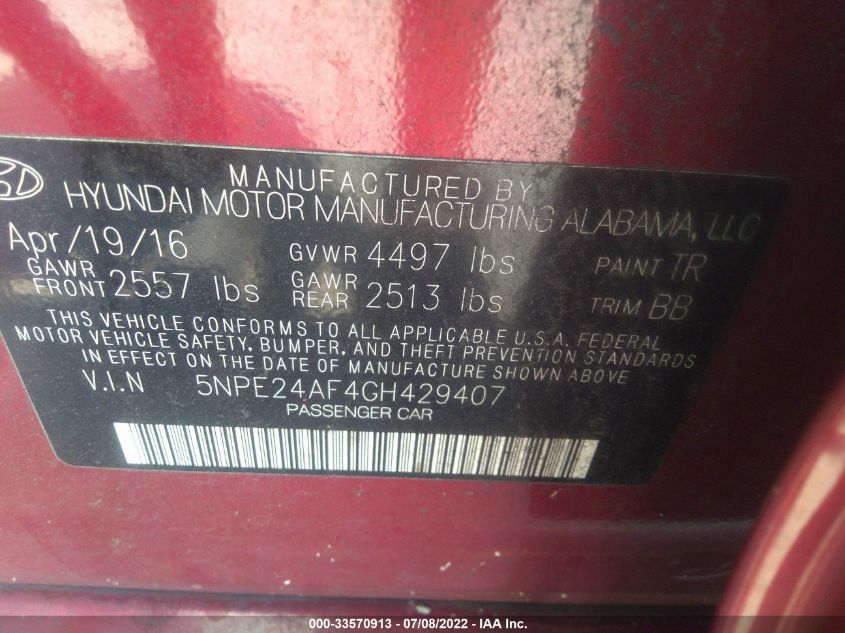 MANUFACTURED BY
HYUNDAI MOTOR MANUFACTURING ALABAMA, LLC
Apr/19/16 GVWR 4497 lbs PAINT TR
GAWR FRONT 2557 lbs GAWR REAR 2513 lbs TRIM BB
THIS VEHICLE CONFORMS TO ALL APPLICABLE U.S.A. FEDERAL
MOTOR VEHICLE SAFETY, BUMPER, AND THEFT PREVENTION STANDARDS
IN EFFECT ON THE DATE OF MANUFACTURE SHOWN ABOVE.
V.I.N 5NPE24AF4GH429407
PASSENGER CAR
000-33570913 - 07/08/2022 - IAA Inc.